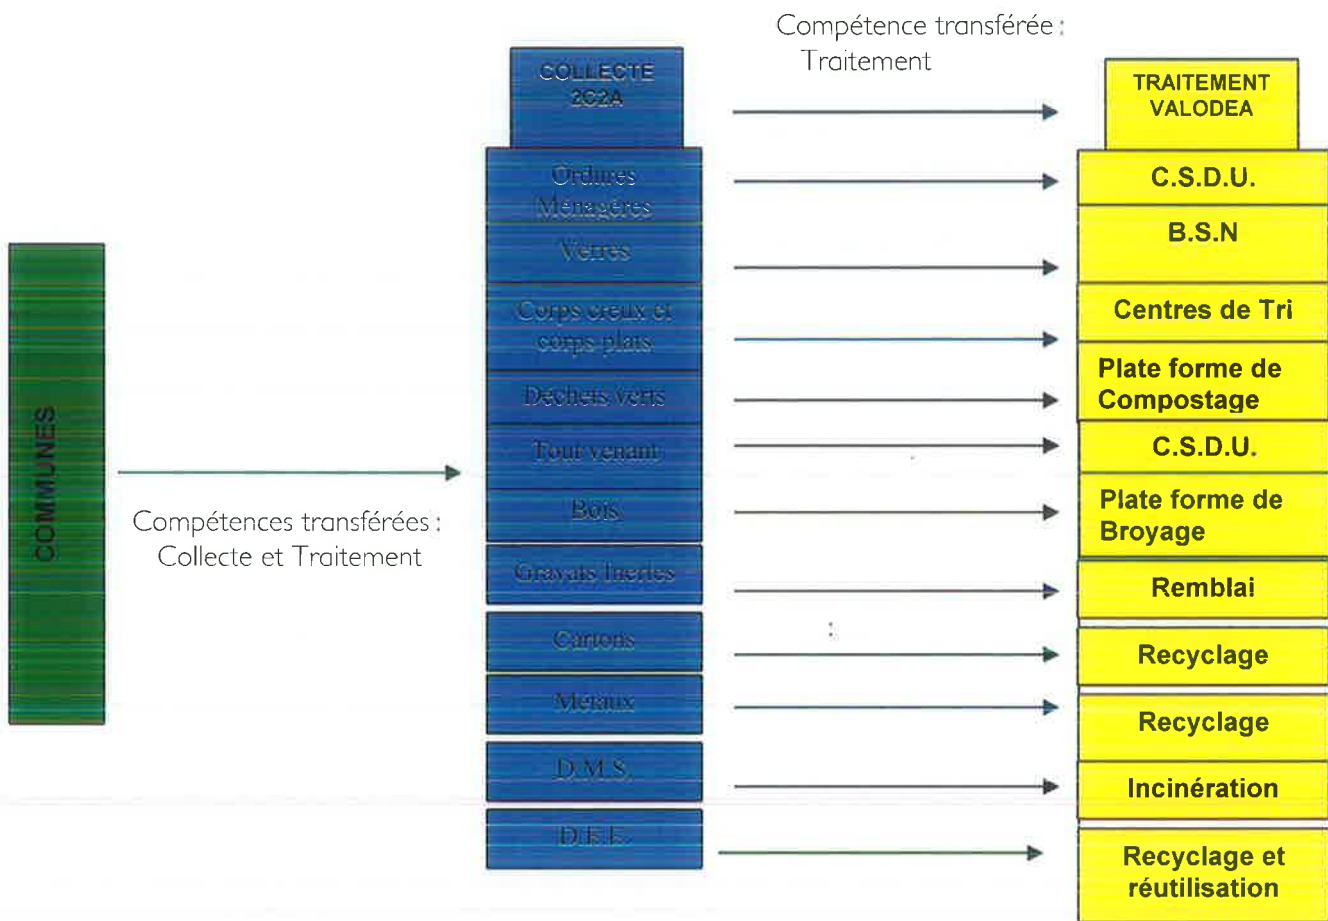 Compétence transférée :
Traitement
COLLECTE
2C2A
TRAITEMENT
VALODEA
Ordures
Ménagères
C.S.D.U.
Verres
B.S.N
Corps creux et
corps plats
Centres de Tri
Déchets verts
Plate forme de
Compostage
Tout venant
C.S.D.U.
COMMUNES
Compétences transférées :
Collecte et Traitement
Bois
Plate forme de
Broyage
Gravats Inertes
Remblai
Cartons
Recyclage
Métaux
Recyclage
D.M.S.
Incinération
D.E.E.
Recyclage et
réutilisation